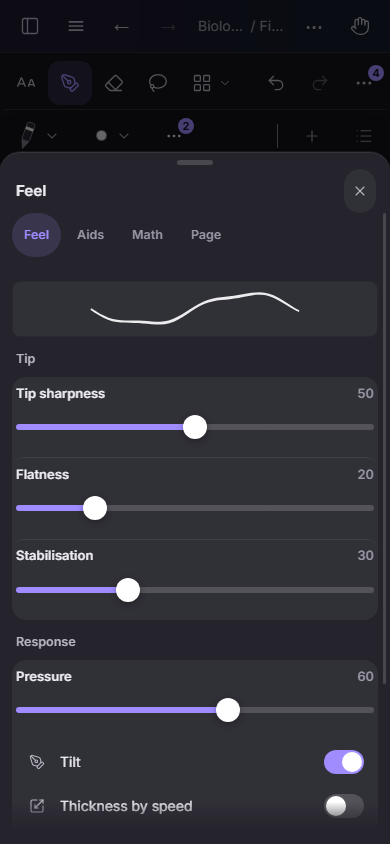 Biolo... / Fi...
AA
4
2
Feel
Feel Aids Math Page
Tip
Tip sharpness 50
Flatness 20
Stabilisation 30
Response
Pressure 60
Tilt
Thickness by speed